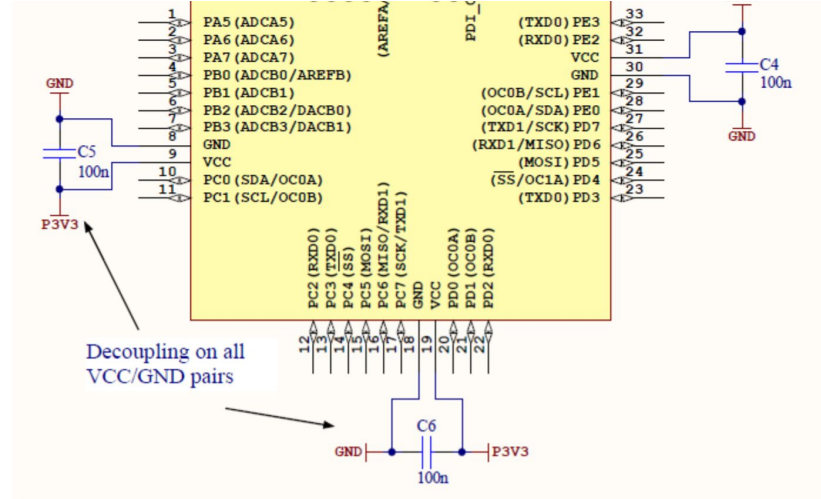 1 PA5(ADCA5)
2 PA6(ADCA6)
3 PA7(ADCA7)
4 PB0(ADCB0/AREFB)
5 PB1(ADCB1)
6 PB2(ADCB2/DACB0)
7 PB3(ADCB3/DACB1)
8 GND
9 VCC
10 PC0(SDA/OC0A)
11 PC1(SCL/OC0B)
(AREFA/
PDI_
(TXD0)PE3 33
(RXD0)PE2 32
VCC 31
GND 30
(OC0B/SCL)PE1 29
(OC0A/SDA)PE0 28
(TXD1/SCK)PD7 27
(RXD1/MISO)PD6 26
(MOSI)PD5 25
(SS/OC1A)PD4 24
(TXD0)PD3 23
GND
C5
100n
P3V3
C4
100n
GND
12 PC2(RXD0)
13 PC3(TXD0)
14 PC4(SS)
15 PC5(MOSI)
16 PC6(MISO/RXD1)
17 PC7(SCK/TXD1)
18 GND
19 VCC
20 PD0(OC0A)
21 PD1(OC0B)
22 PD2(RXD0)
Decoupling on all
VCC/GND pairs
C6
GND P3V3
100n